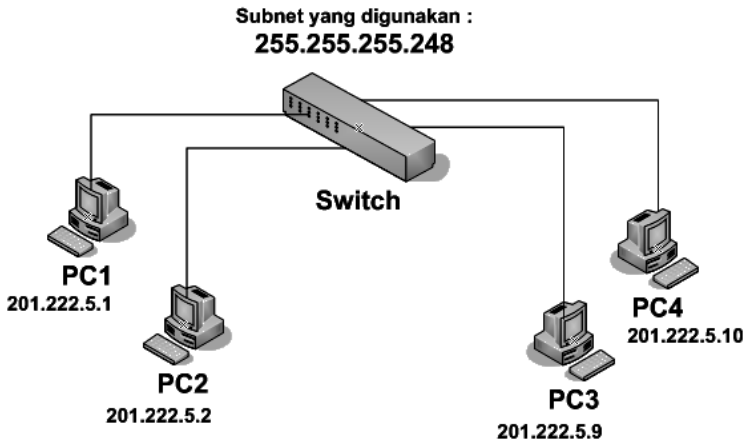 Subnet yang digunakan :
255.255.255.248
Switch
PC1
201.222.5.1
PC2
201.222.5.2
PC3
201.222.5.9
PC4
201.222.5.10